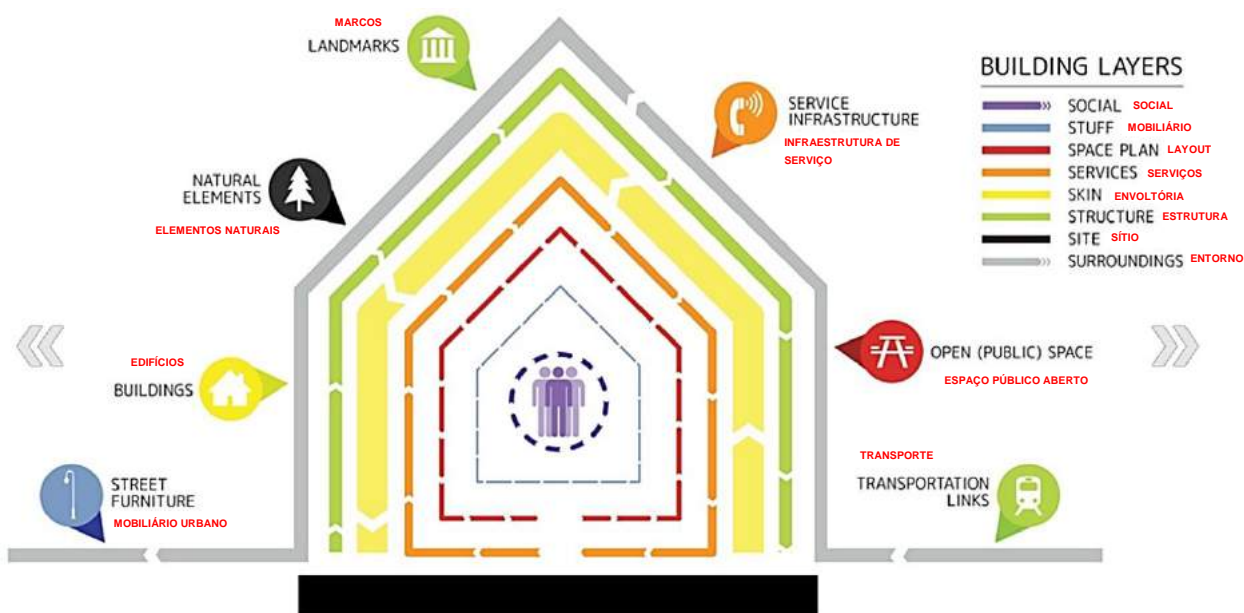 MARCOS
LANDMARKS
SERVICE
INFRASTRUCTURE
INFRAESTRUTURA DE
SERVIÇO
NATURAL
ELEMENTS
ELEMENTOS NATURAIS
EDIFÍCIOS
BUILDINGS
OPEN (PUBLIC) SPACE
ESPAÇO PÚBLICO ABERTO
STREET
FURNITURE
MOBILIÁRIO URBANO
TRANSPORTE
TRANSPORTATION
LINKS
BUILDING LAYERS
SOCIAL SOCIAL
STUFF MOBILIÁRIO
SPACE PLAN LAYOUT
SERVICES SERVIÇOS
SKIN ENVOLTÓRIA
STRUCTURE ESTRUTURA
SITE SÍTIO
SURROUNDINGS ENTORNO